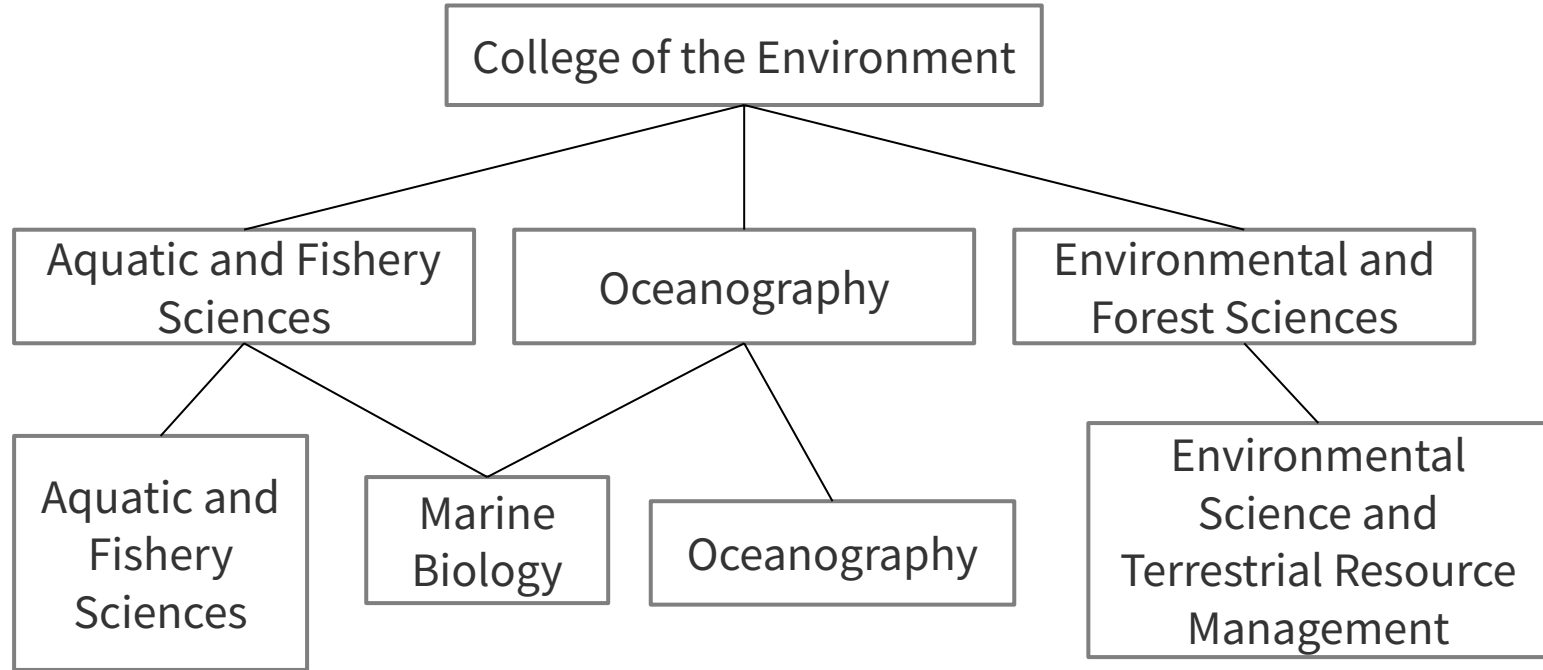 College of the Environment
Aquatic and Fishery
Sciences
Oceanography
Environmental and
Forest Sciences
Aquatic and
Fishery
Sciences
Marine
Biology
Oceanography
Environmental
Science and
Terrestrial Resource
Management